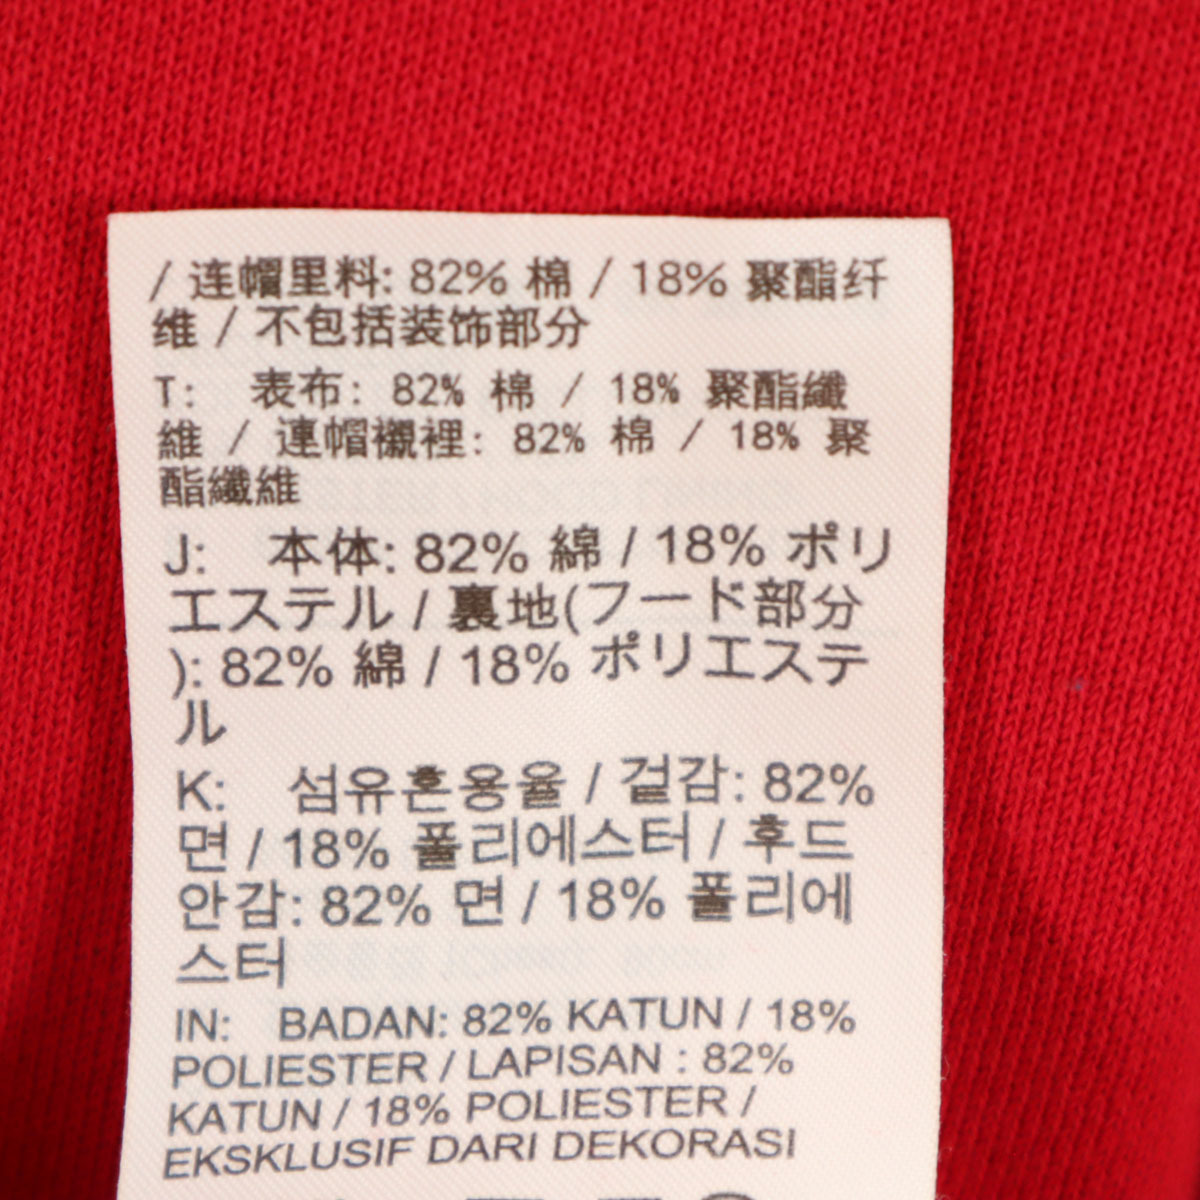 / 连帽里料: 82% 棉 / 18% 聚酯纤
维 / 不包括装饰部分
T: 表布: 82% 棉 / 18% 聚酯纖
維 / 連帽襯裡: 82% 棉 / 18% 聚
酯纖維
J: 本体: 82% 綿 / 18% ポリ
エステル / 裏地(フード部分
): 82% 綿 / 18% ポリエステ
ル
K: 섬유혼용율 / 겉감: 82%
면 / 18% 폴리에스터 / 후드
안감: 82% 면 / 18% 폴리에
스터
IN: BADAN: 82% KATUN / 18%
POLIESTER / LAPISAN : 82%
KATUN / 18% POLIESTER /
EKSKLUSIF DARI DEKORASI